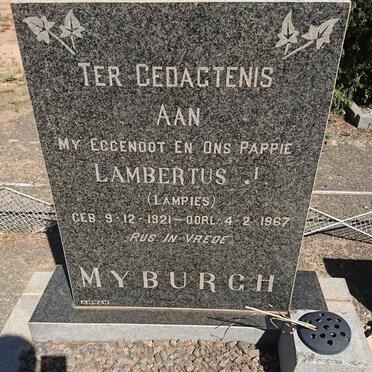 TER GEDAGTENIS
AAN
MY EGGENOOT EN ONS PAPPIE
LAMBERTUS J
(LAMPIES)
GEB. 9-12-1921 — OORL. 4-2-1967
RUS IN VREDE
MYBURGH